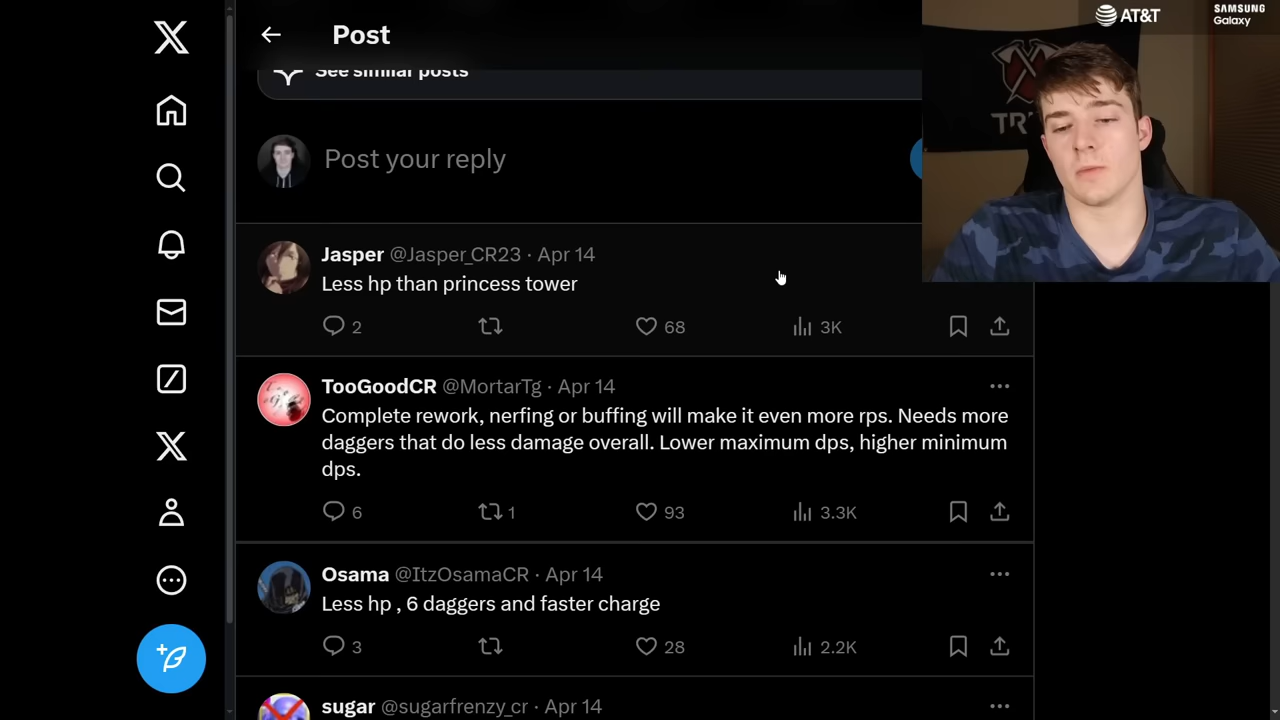 AT&T
SAMSUNG
Galaxy
Post
See similar posts
Post your reply
Jasper @Jasper_CR23 · Apr 14
Less hp than princess tower
2 68 3K
TooGoodCR @MortarTg · Apr 14
Complete rework, nerfing or buffing will make it even more rps. Needs more
daggers that do less damage overall. Lower maximum dps, higher minimum
dps.
6 1 93 3.3K
Osama @ItzOsamaCR · Apr 14
Less hp , 6 daggers and faster charge
3 28 2.2K
sugar @sugarfrenzy_cr · Apr 14